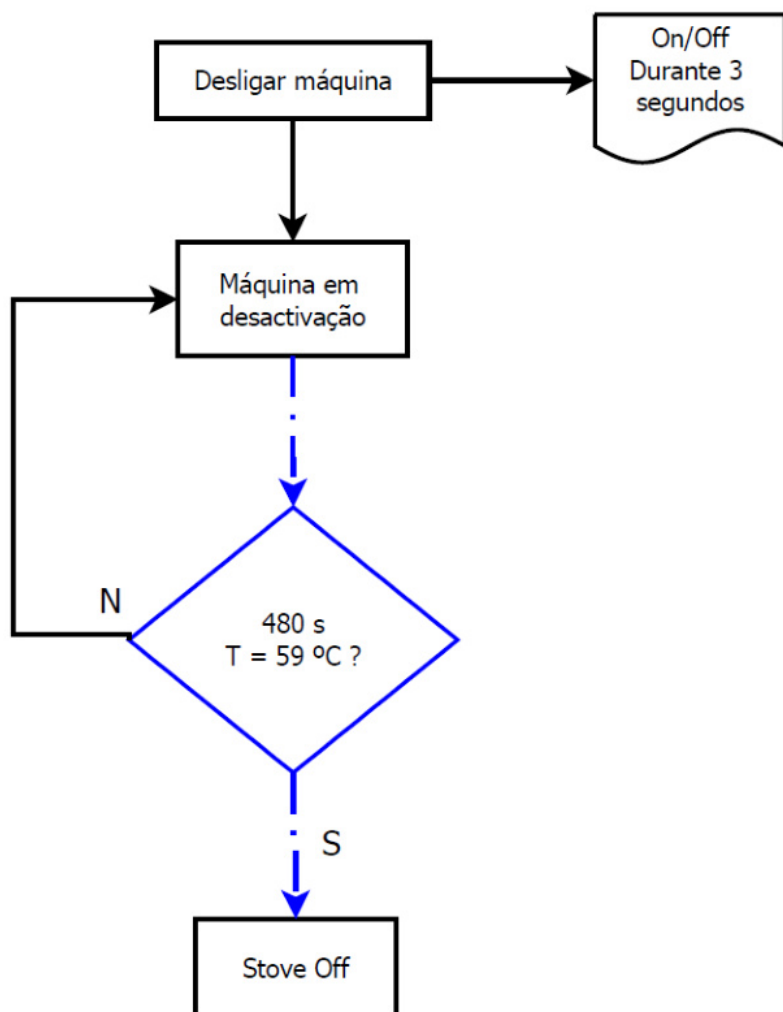 Desligar máquina
On/Off
Durante 3
segundos
Máquina em
desactivação
N
480 s
T = 59 ºC ?
S
Stove Off